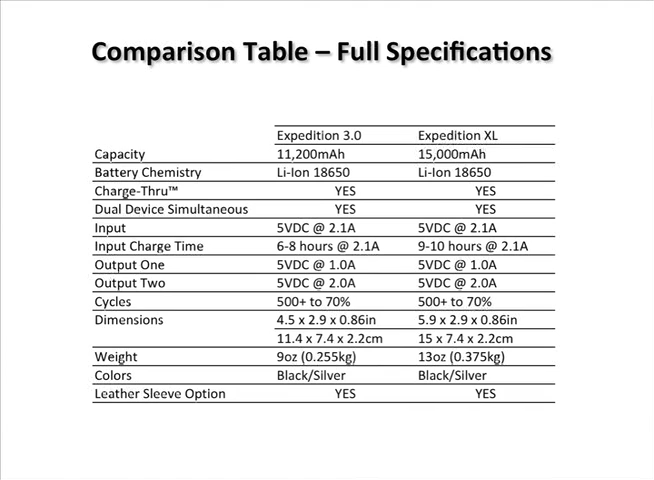 Comparison Table – Full Specifications
Expedition 3.0 Expedition XL
Capacity 11,200mAh 15,000mAh
Battery Chemistry Li-Ion 18650 Li-Ion 18650
Charge-Thru™ YES YES
Dual Device Simultaneous YES YES
Input 5VDC @ 2.1A 5VDC @ 2.1A
Input Charge Time 6-8 hours @ 2.1A 9-10 hours @ 2.1A
Output One 5VDC @ 1.0A 5VDC @ 1.0A
Output Two 5VDC @ 2.0A 5VDC @ 2.0A
Cycles 500+ to 70% 500+ to 70%
Dimensions 4.5 x 2.9 x 0.86in 5.9 x 2.9 x 0.86in
11.4 x 7.4 x 2.2cm 15 x 7.4 x 2.2cm
Weight 9oz (0.255kg) 13oz (0.375kg)
Colors Black/Silver Black/Silver
Leather Sleeve Option YES YES